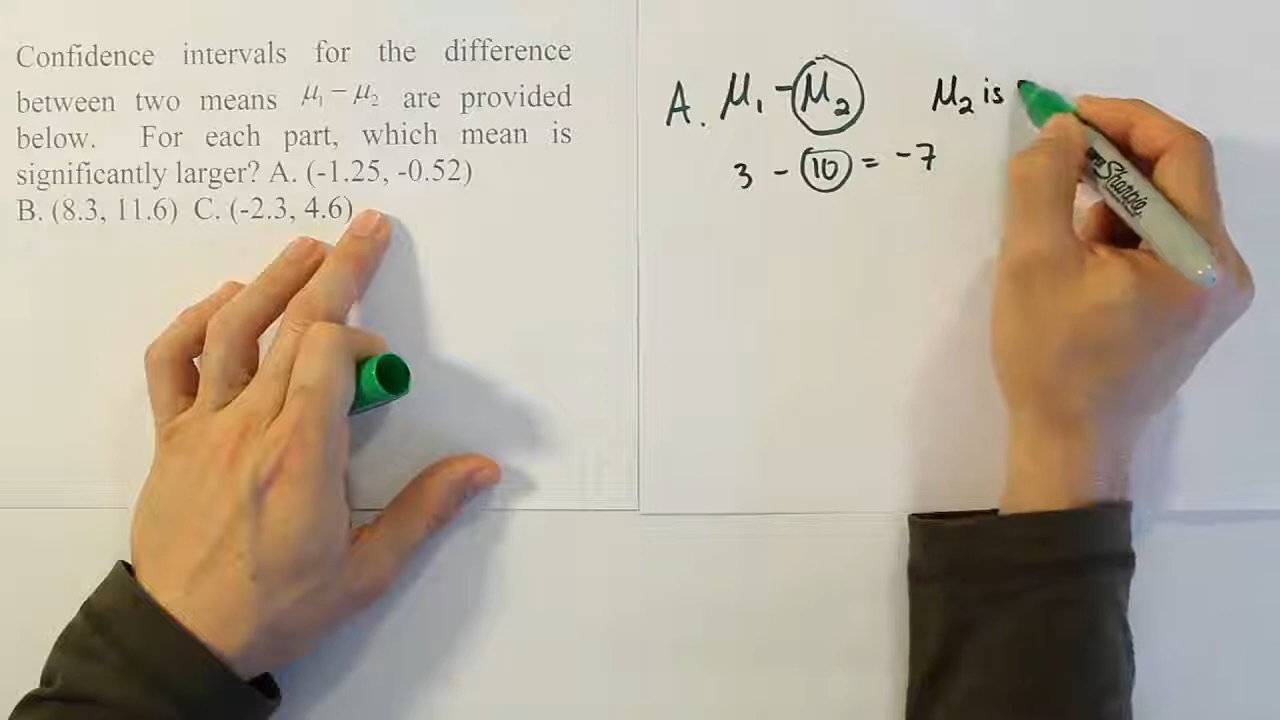 Confidence intervals for the difference
between two means μ₁ − μ₂ are provided
below. For each part, which mean is
significantly larger? A. (-1.25, -0.52)
B. (8.3, 11.6) C. (-2.3, 4.6)
A. μ₁ - μ₂
μ₂ is
3 - 10 = -7
Sharpie